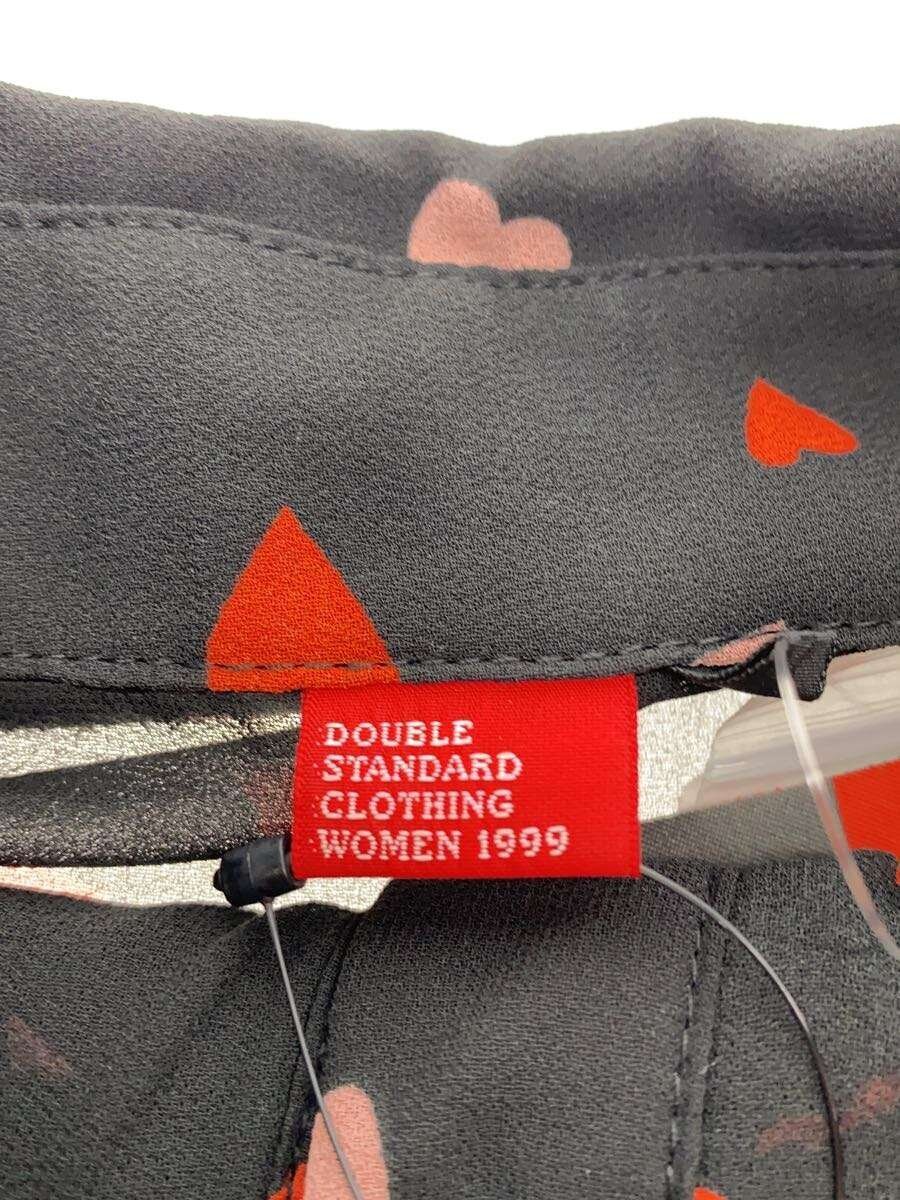 DOUBLE
STANDARD
CLOTHING
WOMEN 1999